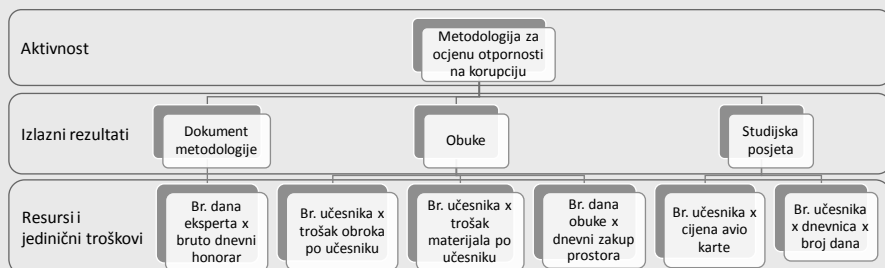 Aktivnost
Metodologija za
ocjenu otpornosti
na korupciju
Izlazni rezultati
Dokument
metodologije
Obuke
Studijska
posjeta
Resursi i
jedinični troškovi
Br. dana
eksperta x
bruto dnevni
honorar
Br. učesnika x
trošak obroka
po učesniku
Br. učesnika x
trošak
materijala po
učesniku
Br. dana
obuke x
dnevni zakup
prostora
Br. učesnika x
cijena avio
karte
Br. učesnika
x dnevnica x
broj dana